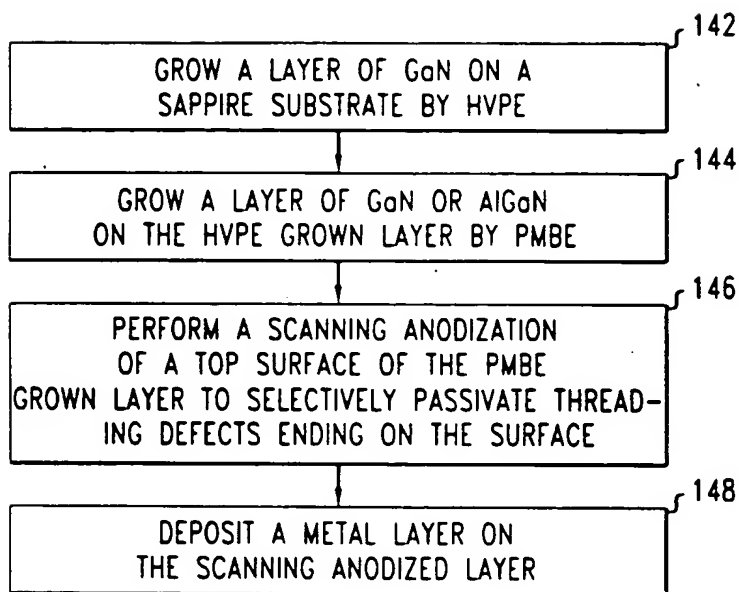 142
GROW A LAYER OF GaN ON A
SAPPIRE SUBSTRATE BY HVPE
144
GROW A LAYER OF GaN OR AlGaN
ON THE HVPE GROWN LAYER BY PMBE
146
PERFORM A SCANNING ANODIZATION
OF A TOP SURFACE OF THE PMBE
GROWN LAYER TO SELECTIVELY PASSIVATE THREAD-
ING DEFECTS ENDING ON THE SURFACE
148
DEPOSIT A METAL LAYER ON
THE SCANNING ANODIZED LAYER